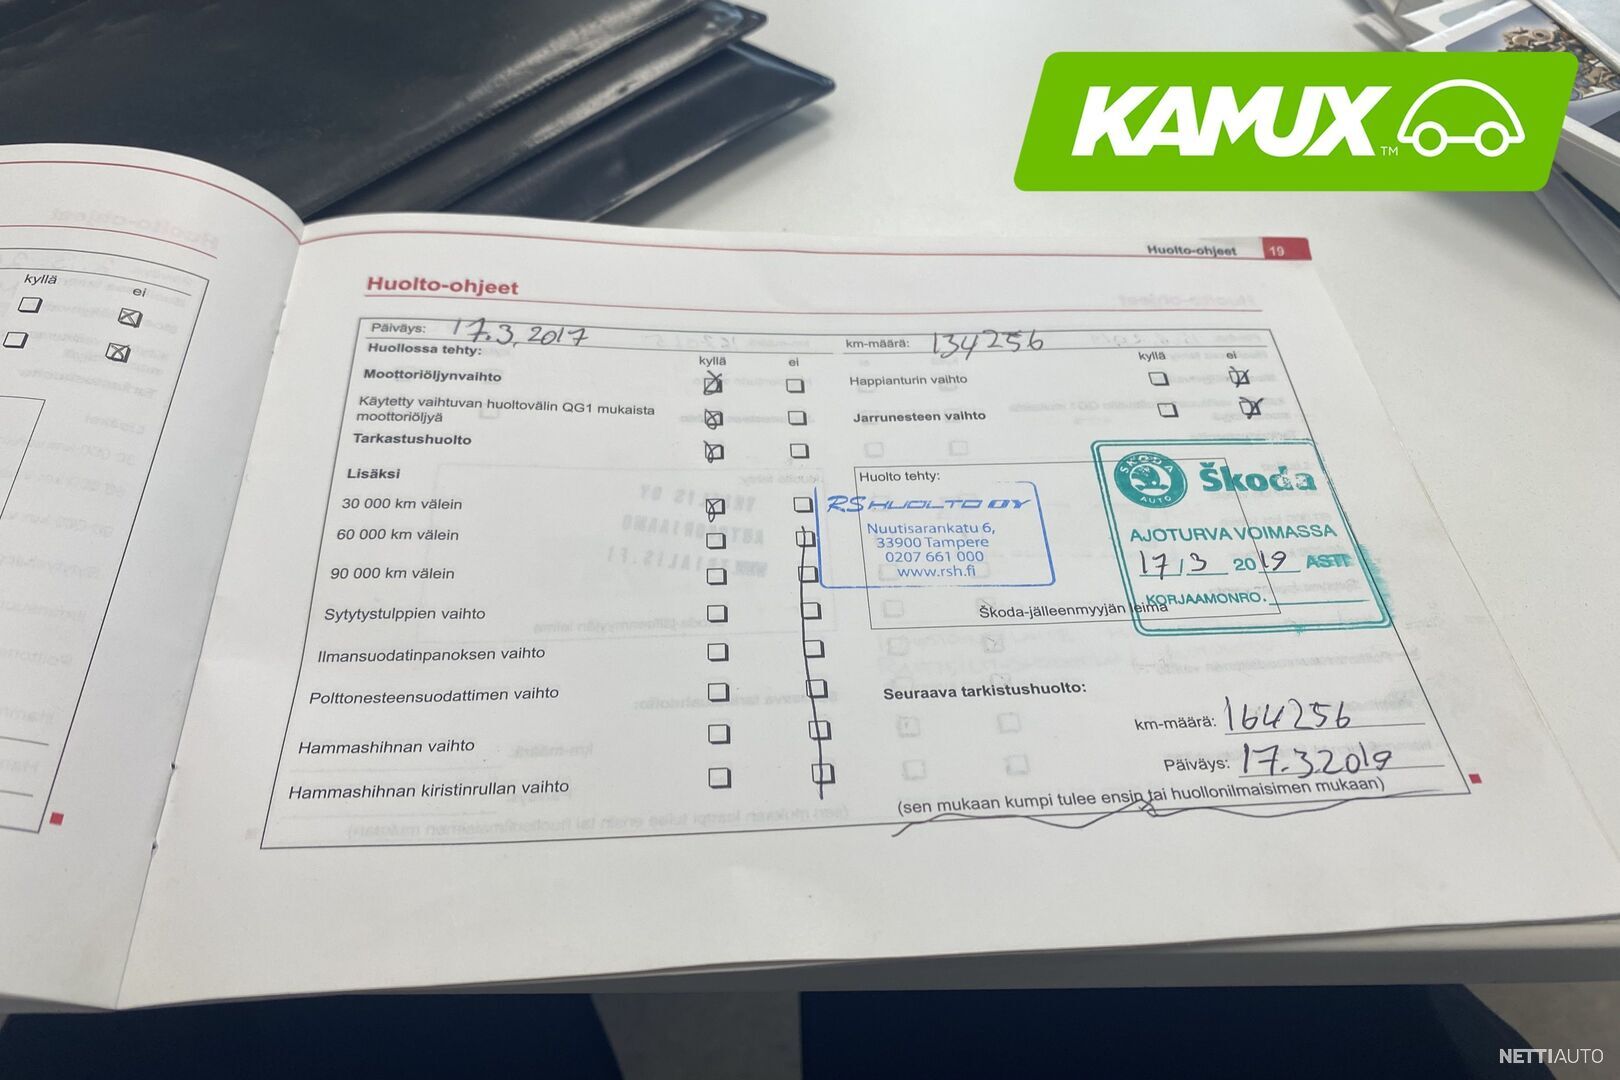 KAMUX™
kyllä ei
Huolto-ohjeet 19
Huolto-ohjeet
Päiväys: 17.3.2017
km-määrä: 134256
Huollossa tehty: kyllä ei
kyllä ei
Moottoriöljynvaihto
Happianturin vaihto
Käytetty vaihtuvan huoltovälin QG1 mukaista
moottoriöljyä
Jarrunesteen vaihto
Tarkastushuolto
Lisäksi
30 000 km välein
60 000 km välein
90 000 km välein
Sytytystulppien vaihto
Ilmansuodatinpanoksen vaihto
Polttonesteensuodattimen vaihto
Hammashihnan vaihto
Hammashihnan kiristinrullan vaihto
Huolto tehty:
RS HUOLTO OY
Nuutisarankatu 6,
33900 Tampere
0207 661 000
www.rsh.fi
Škoda-jälleenmyyjän leima
SKODA
AUTO
Škoda
AJOTURVA VOIMASSA
17/3 2019 ASTI
KORJAAMONRO.
Seuraava tarkistushuolto:
km-määrä: 164256
Päiväys: 17.3.2019
(sen mukaan kumpi tulee ensin tai huollonilmaisimen mukaan)
NETTIAUTO